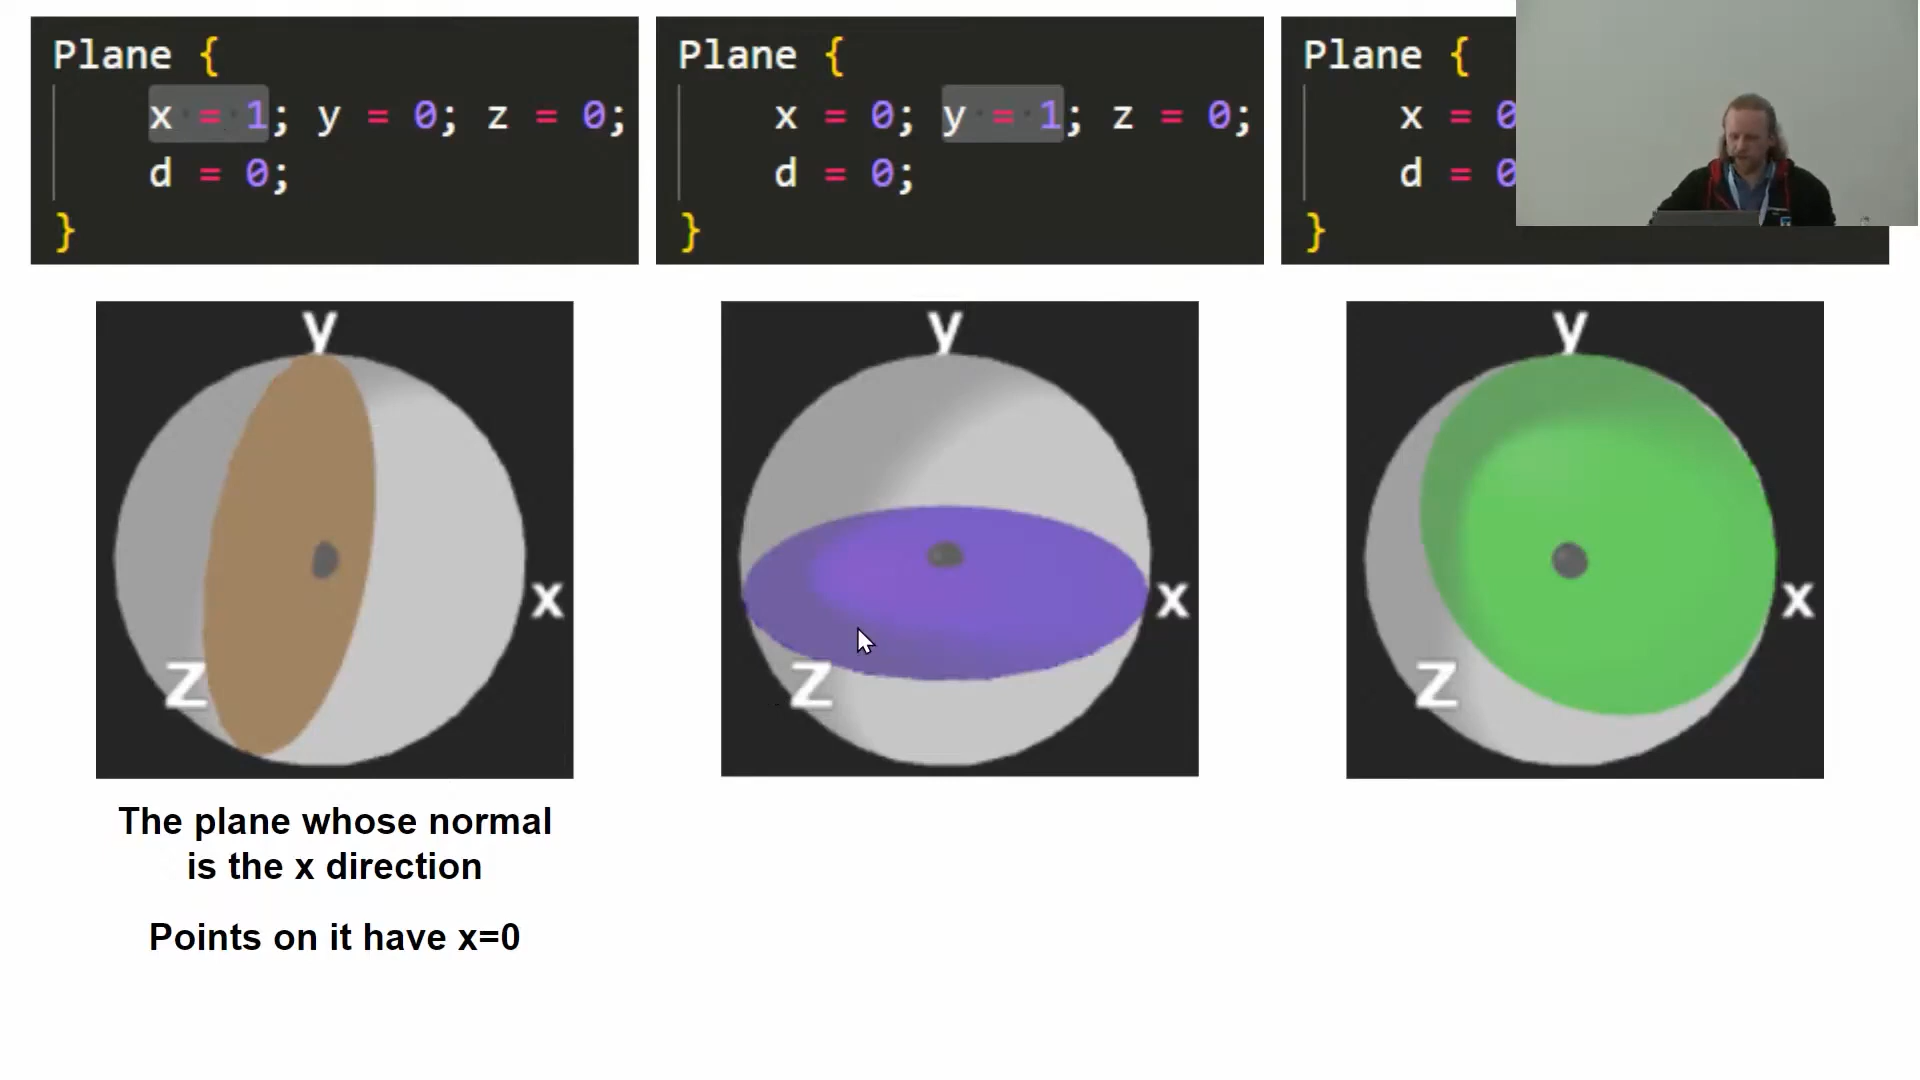 Plane {
x = 1; y = 0; z = 0;
d = 0;
}
Plane {
x = 0; y = 1; z = 0;
d = 0;
}
Plane {
x = 0
d = 0
}
y
x
z
y
x
z
y
x
z
The plane whose normal
is the x direction
Points on it have x=0